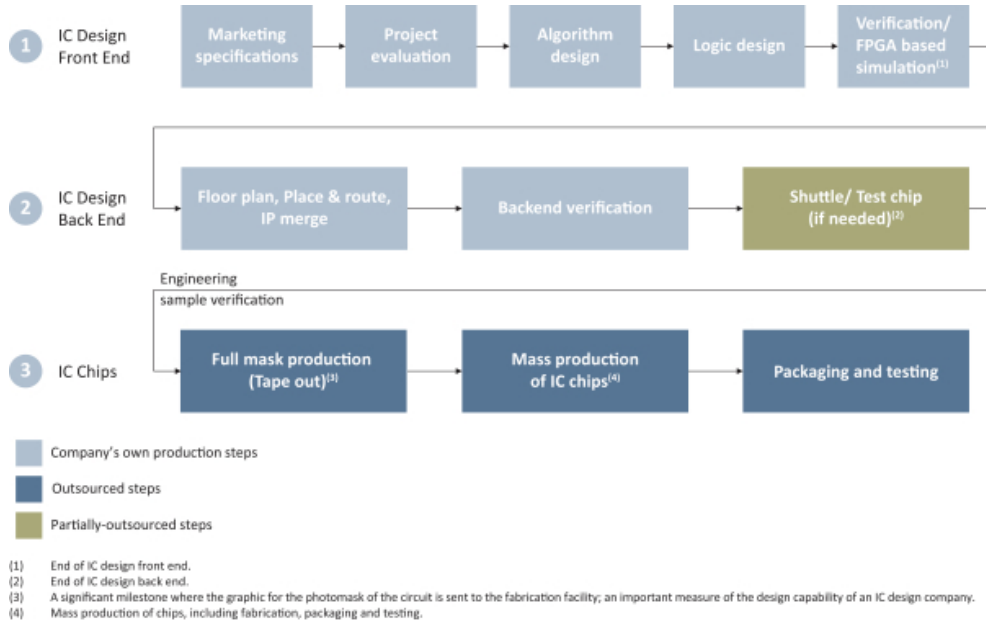 1
IC Design
Front End
Marketing
specifications
Project
evaluation
Algorithm
design
Logic design
Verification/
FPGA based
simulation(1)
2
IC Design
Back End
Floor plan, Place & route,
IP merge
Backend verification
Shuttle/ Test chip
(if needed)(2)
Engineering
sample verification
3
IC Chips
Full mask production
(Tape out)(3)
Mass production
of IC chips(4)
Packaging and testing
Company's own production steps
Outsourced steps
Partially-outsourced steps
(1) End of IC design front end.
(2) End of IC design back end.
(3) A significant milestone where the graphic for the photomask of the circuit is sent to the fabrication facility; an important measure of the design capability of an IC design company.
(4) Mass production of chips, including fabrication, packaging and testing.